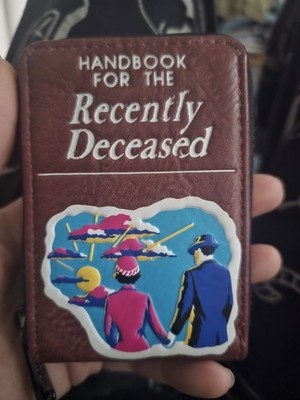 HANDBOOK
FOR THE
Recently
Deceased